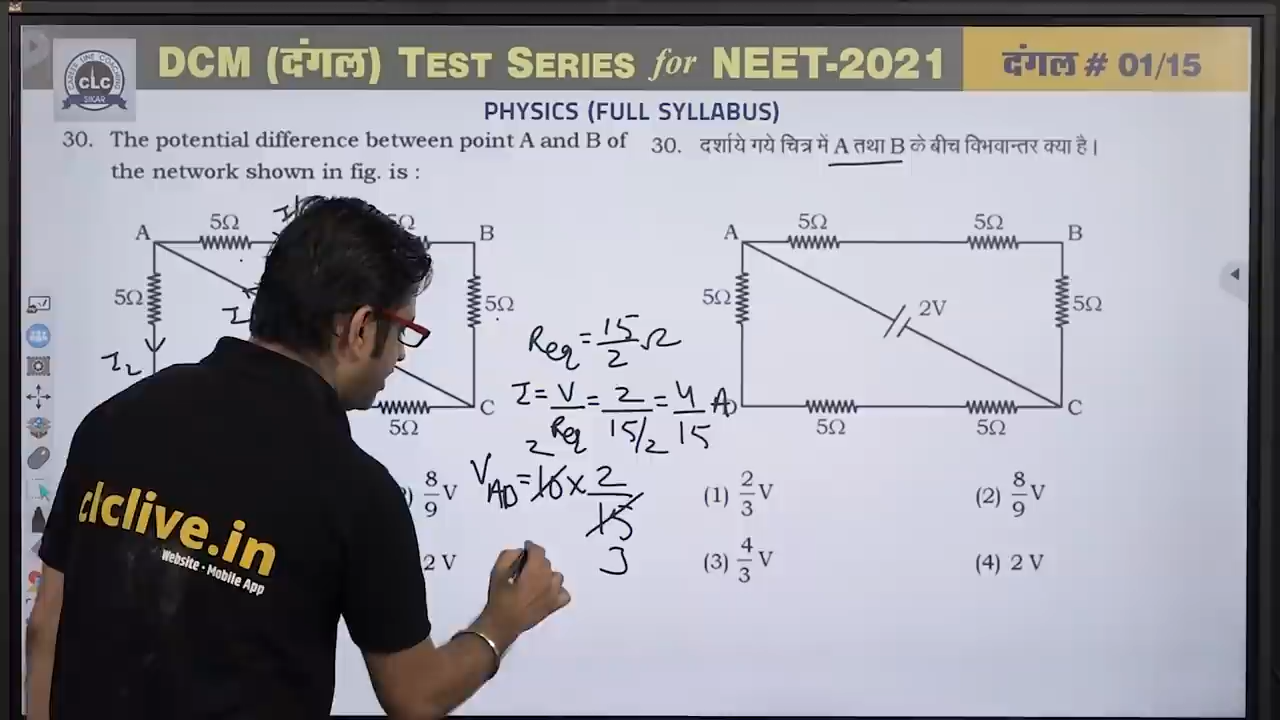 DCM (दंगल) TEST SERIES for NEET-2021
दंगल # 01/15
CLC
SIKAR
PHYSICS (FULL SYLLABUS)
30. The potential difference between point A and B of
the network shown in fig. is :
30. दर्शाये गये चित्र में A तथा B के बीच विभवान्तर क्या है।
A 5Ω B
5Ω
5Ω
I₂
C
5Ω
Req = 15/2 Ω
I = V/Req = 2/(15/2) = 4/15 A
2
V_AD = 10 × 2/15
3
8/9 V
2 V
A 5Ω 5Ω B
5Ω
2V
5Ω
C
5Ω 5Ω
(1) 2/3 V (2) 8/9 V
(3) 4/3 V (4) 2 V
clclive.in
Website · Mobile App